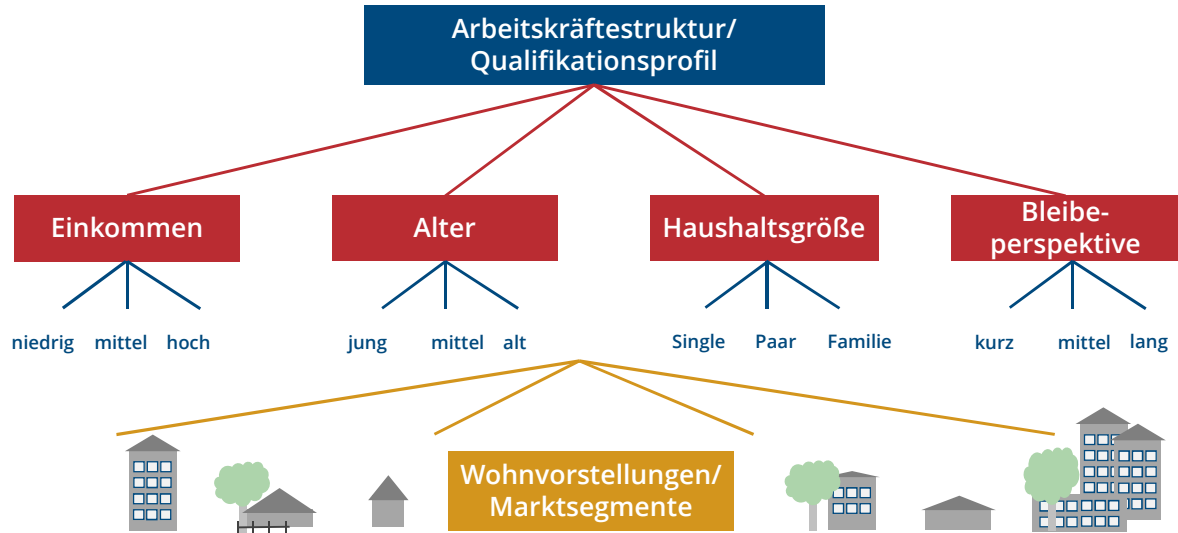 Arbeitskräftestruktur/
Qualifikationsprofil
Einkommen
Alter
Haushaltsgröße
Bleibe-
perspektive
niedrig mittel hoch
jung mittel alt
Single Paar Familie
kurz mittel lang
Wohnvorstellungen/
Marktsegmente